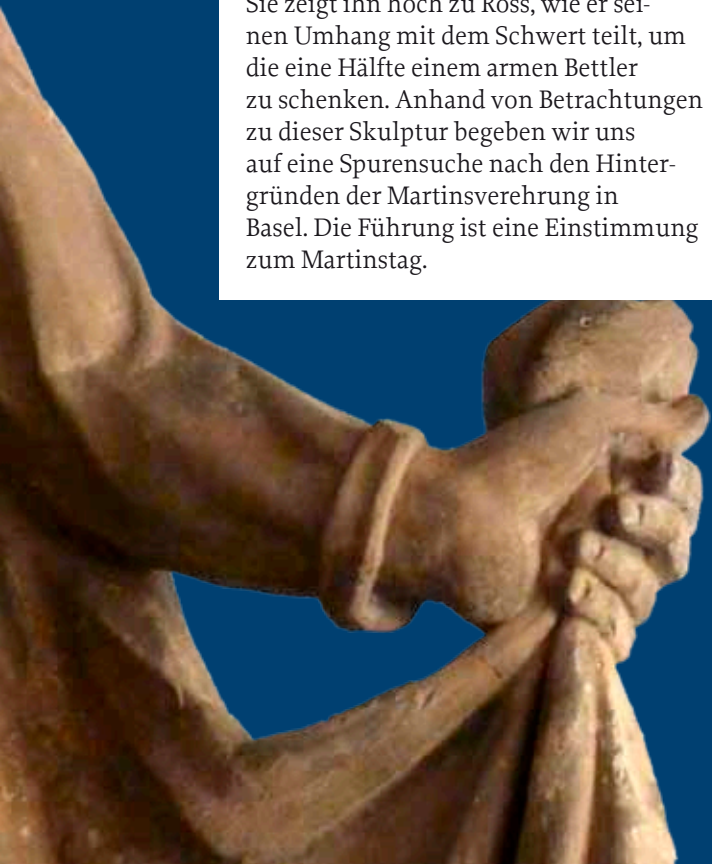 Sie zeigt ihn hoch zu Ross, wie er sei-
nen Umhang mit dem Schwert teilt, um
die eine Hälfte einem armen Bettler
zu schenken. Anhand von Betrachtungen
zu dieser Skulptur begeben wir uns
auf eine Spurensuche nach den Hinter-
gründen der Martinsverehrung in
Basel. Die Führung ist eine Einstimmung
zum Martinstag.